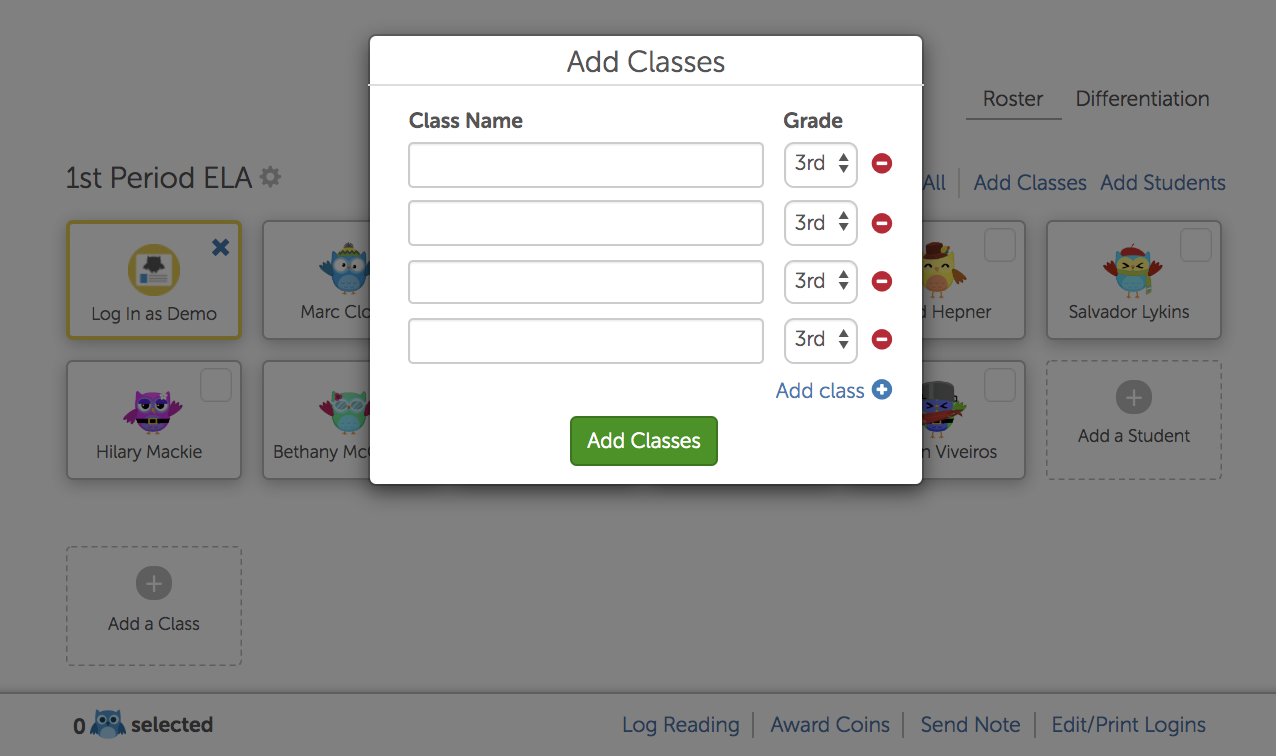 Add Classes
Roster Differentiation
Class Name Grade
3rd
1st Period ELA
All Add Classes Add Students
3rd
3rd
3rd
Log In as Demo
Marc
Hepner
Salvador Lykins
Add class
Add Classes
Hilary Mackie
Bethany
Viveiros
Add a Student
Add a Class
0 selected
Log Reading Award Coins Send Note Edit/Print Logins